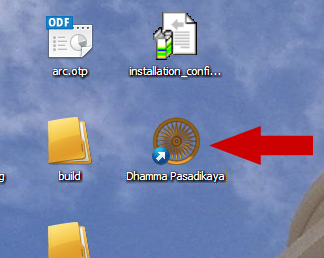 ODF
arc.otp
installation_confi...
g
build
Dhamma Pasadikaya